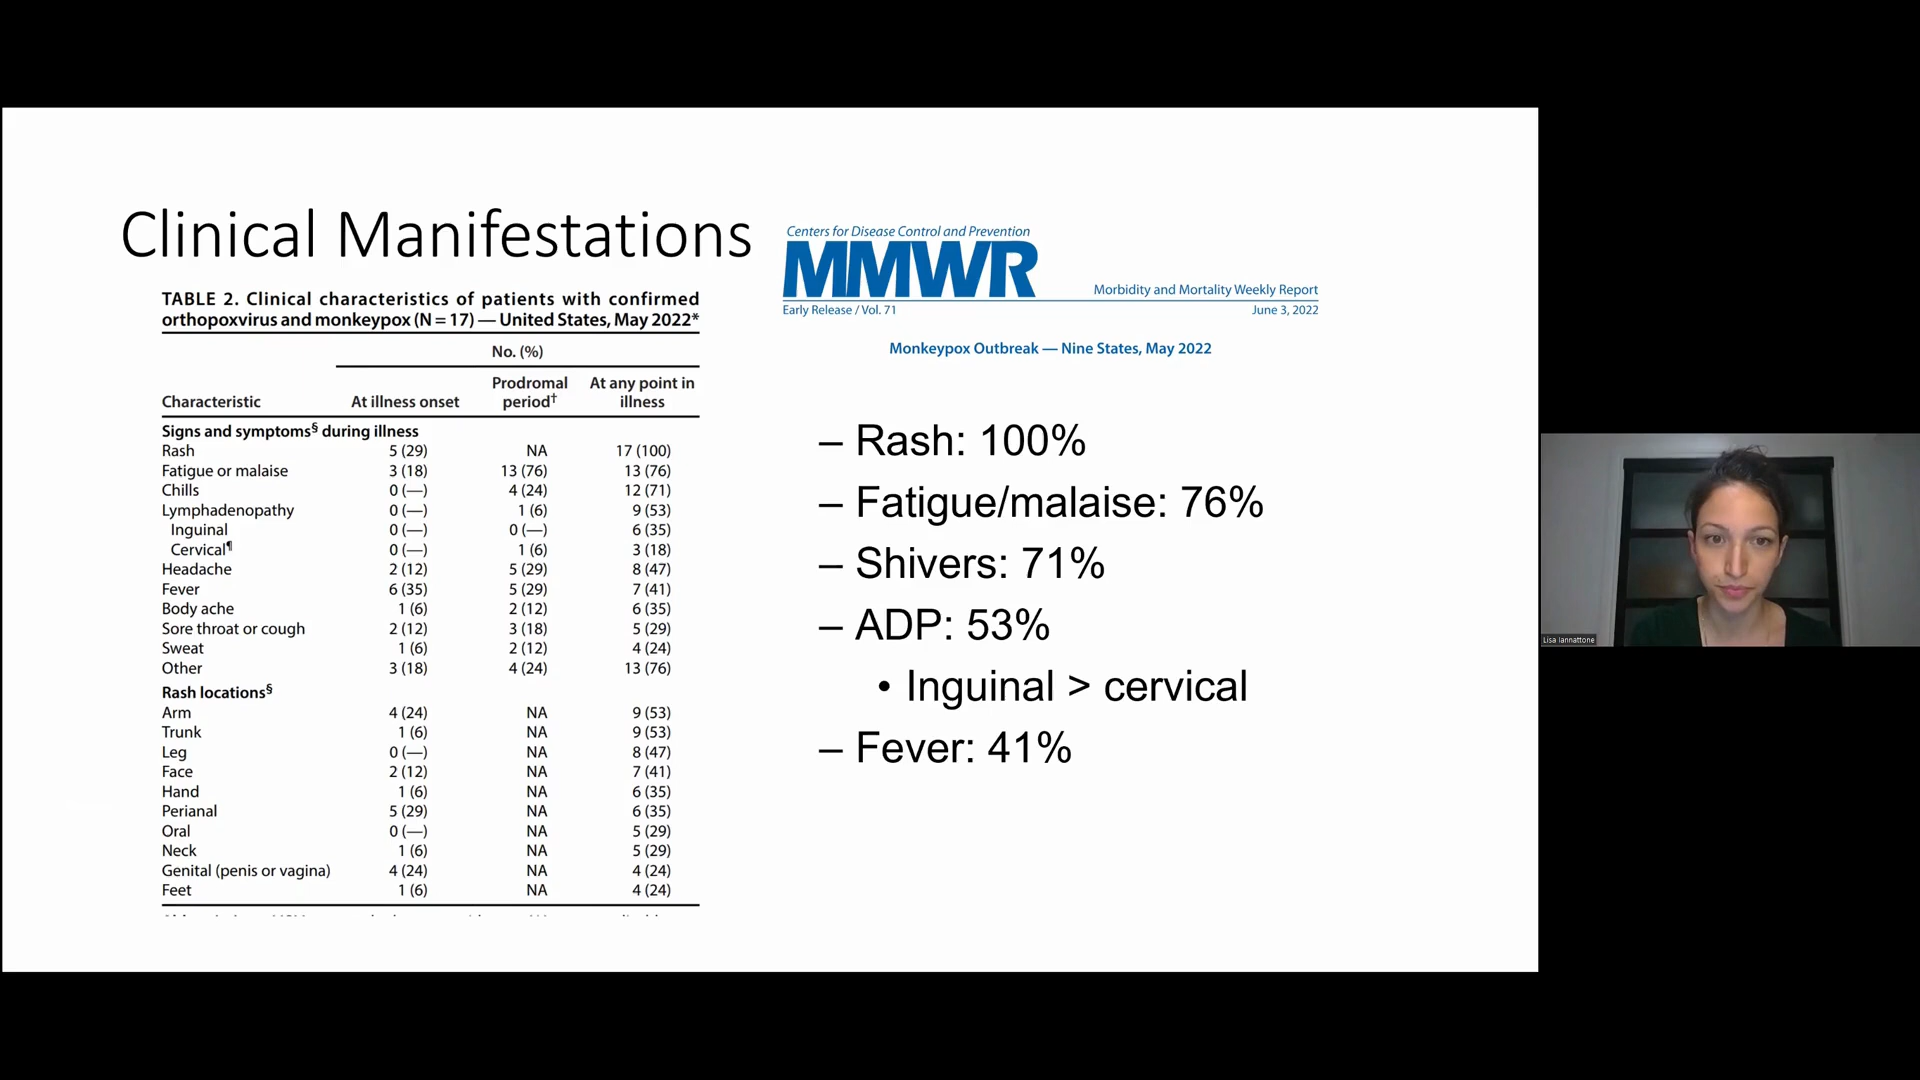 Clinical Manifestations
TABLE 2. Clinical characteristics of patients with confirmed
orthopoxvirus and monkeypox (N = 17) — United States, May 2022*
No. (%)
Characteristic At illness onset Prodromal period† At any point in illness
Signs and symptoms§ during illness
Rash 5 (29) NA 17 (100)
Fatigue or malaise 3 (18) 13 (76) 13 (76)
Chills 0 (—) 4 (24) 12 (71)
Lymphadenopathy 0 (—) 1 (6) 9 (53)
Inguinal 0 (—) 0 (—) 6 (35)
Cervical¶ 0 (—) 1 (6) 3 (18)
Headache 2 (12) 5 (29) 8 (47)
Fever 6 (35) 5 (29) 7 (41)
Body ache 1 (6) 2 (12) 6 (35)
Sore throat or cough 2 (12) 3 (18) 5 (29)
Sweat 1 (6) 2 (12) 4 (24)
Other 3 (18) 4 (24) 13 (76)
Rash locations§
Arm 4 (24) NA 9 (53)
Trunk 1 (6) NA 9 (53)
Leg 0 (—) NA 8 (47)
Face 2 (12) NA 7 (41)
Hand 1 (6) NA 6 (35)
Perianal 5 (29) NA 6 (35)
Oral 0 (—) NA 5 (29)
Neck 1 (6) NA 5 (29)
Genital (penis or vagina) 4 (24) NA 4 (24)
Feet 1 (6) NA 4 (24)
Centers for Disease Control and Prevention
MMWR
Morbidity and Mortality Weekly Report
Early Release / Vol. 71 June 3, 2022
Monkeypox Outbreak — Nine States, May 2022
– Rash: 100%
– Fatigue/malaise: 76%
– Shivers: 71%
– ADP: 53%
• Inguinal > cervical
– Fever: 41%
Lisa Iannattone